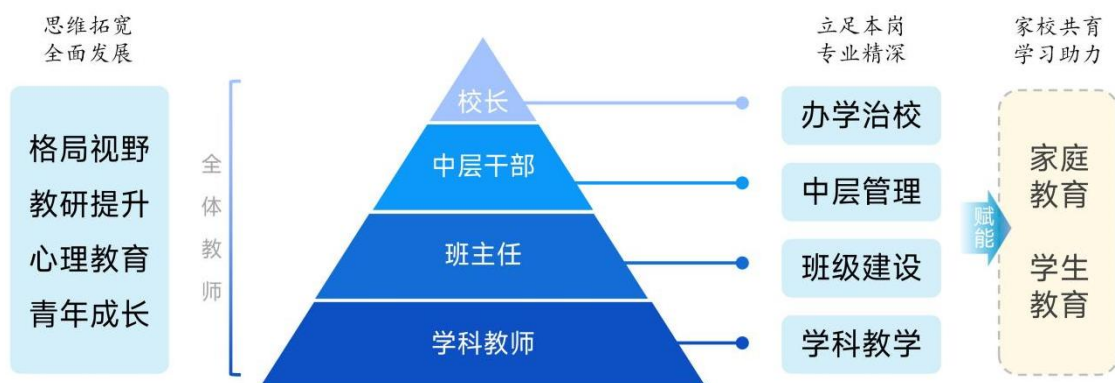 思维拓宽
全面发展
格局视野
教研提升
心理教育
青年成长
全体教师
校长
中层干部
班主任
学科教师
立足本岗
专业精深
办学治校
中层管理
班级建设
学科教学
赋能
家校共育
学习助力
家庭
教育
学生
教育